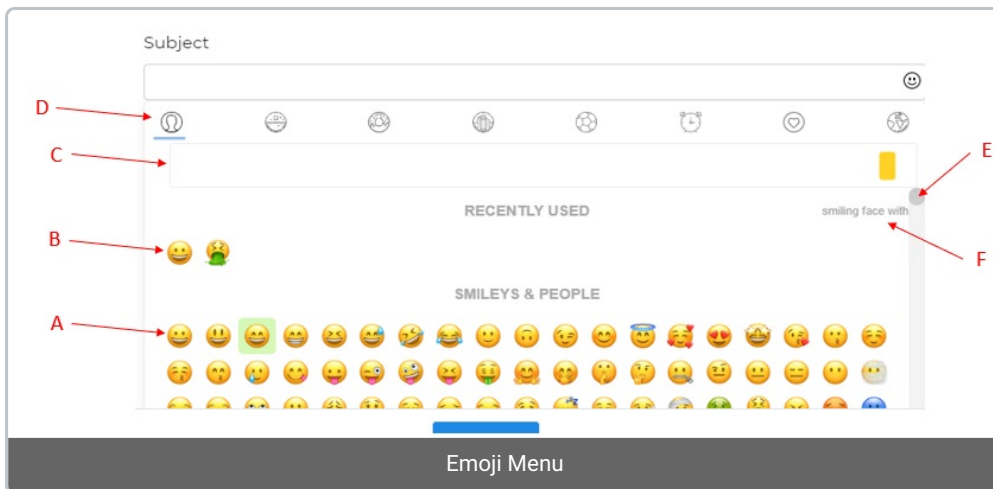 Subject
D
C
E
RECENTLY USED
smiling face with
B
F
SMILEYS & PEOPLE
A
Emoji Menu